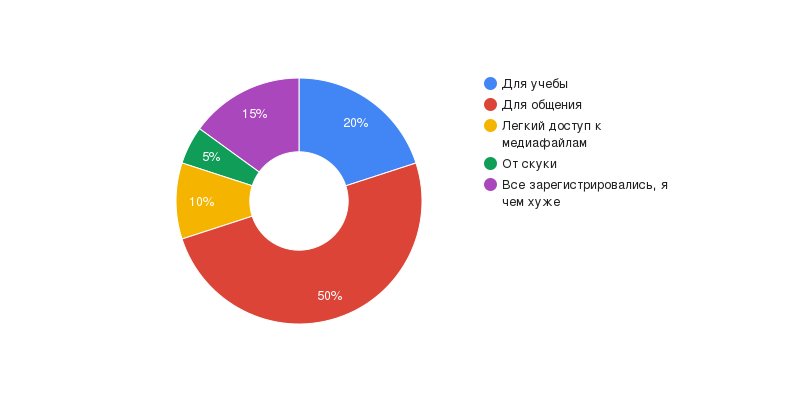 Для учебы
Для общения
Легкий доступ к
медиафайлам
От скуки
Все зарегистрировались, я
чем хуже
15%
20%
5%
10%
50%